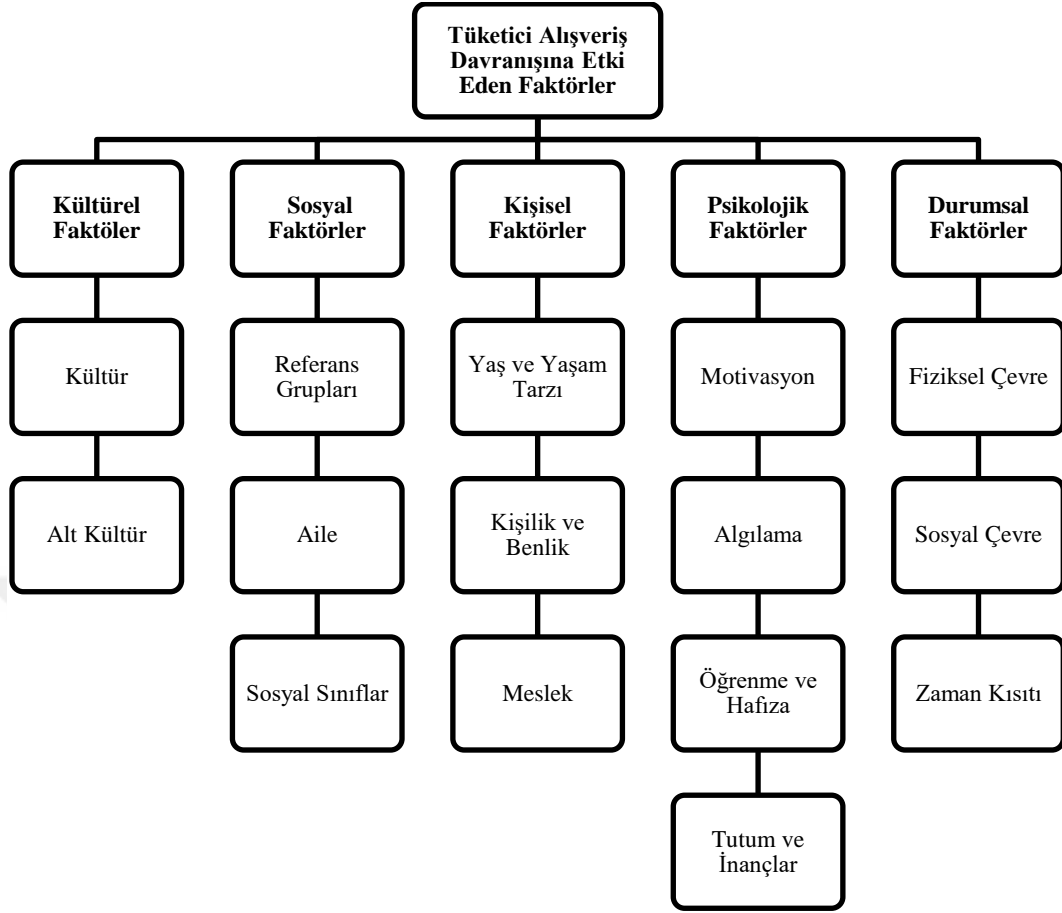 Tüketici Alışveriş
Davranışına Etki
Eden Faktörler
Kültürel
Faktöler
Sosyal
Faktörler
Kişisel
Faktörler
Psikolojik
Faktörler
Durumsal
Faktörler
Kültür
Referans
Grupları
Yaş ve Yaşam
Tarzı
Motivasyon
Fiziksel Çevre
Alt Kültür
Aile
Kişilik ve
Benlik
Algılama
Sosyal Çevre
Sosyal Sınıflar
Meslek
Öğrenme ve
Hafıza
Zaman Kısıtı
Tutum ve
İnançlar